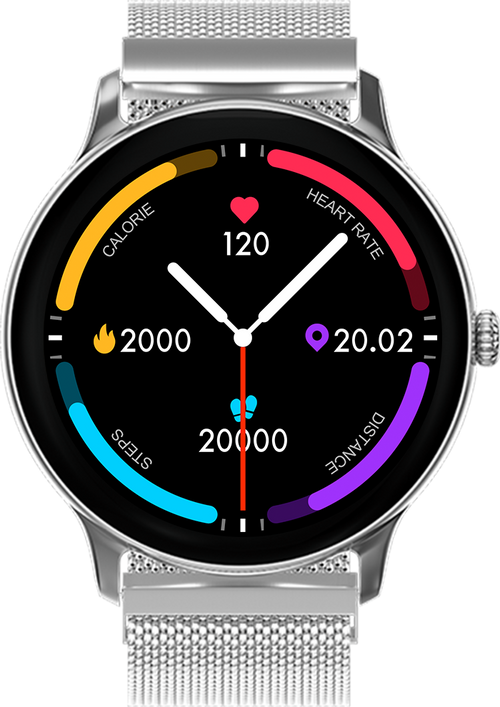 CALORIE
HEART RATE
120
2000
20.02
20000
STEPS
DISTANCE